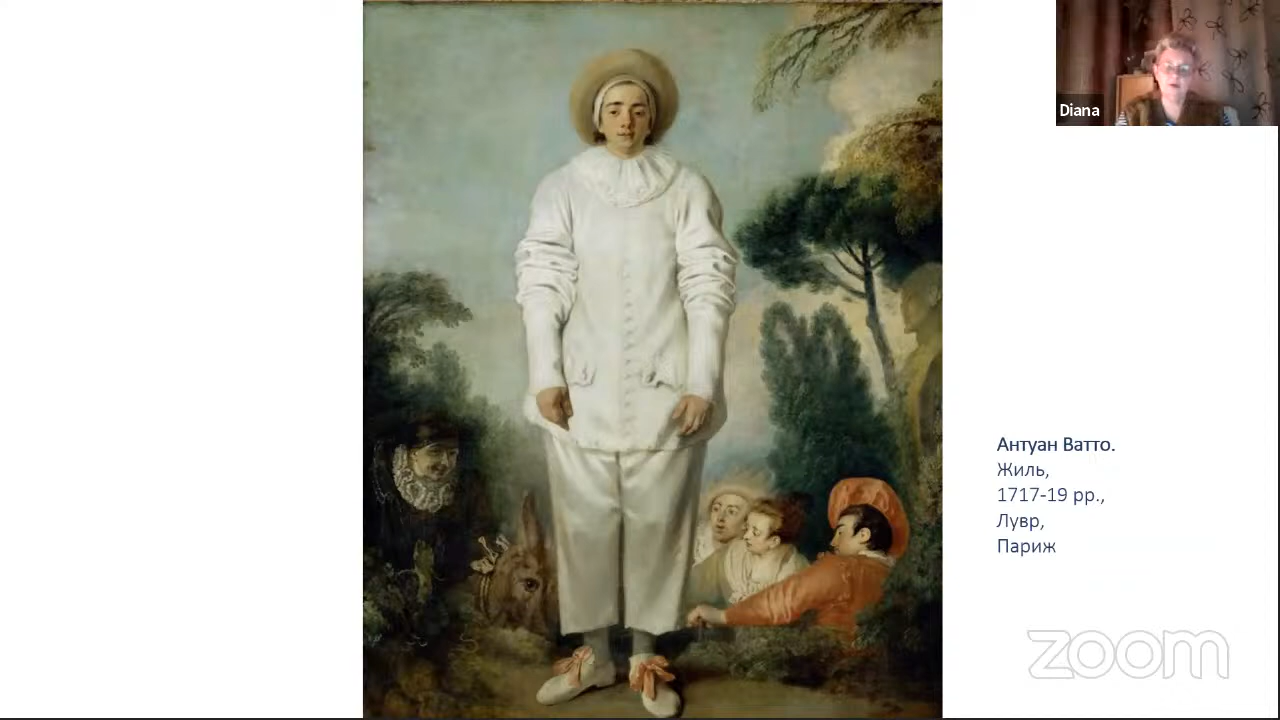 Diana
Антуан Ватто.
Жиль,
1717-19 рр.,
Лувр,
Париж
zoom